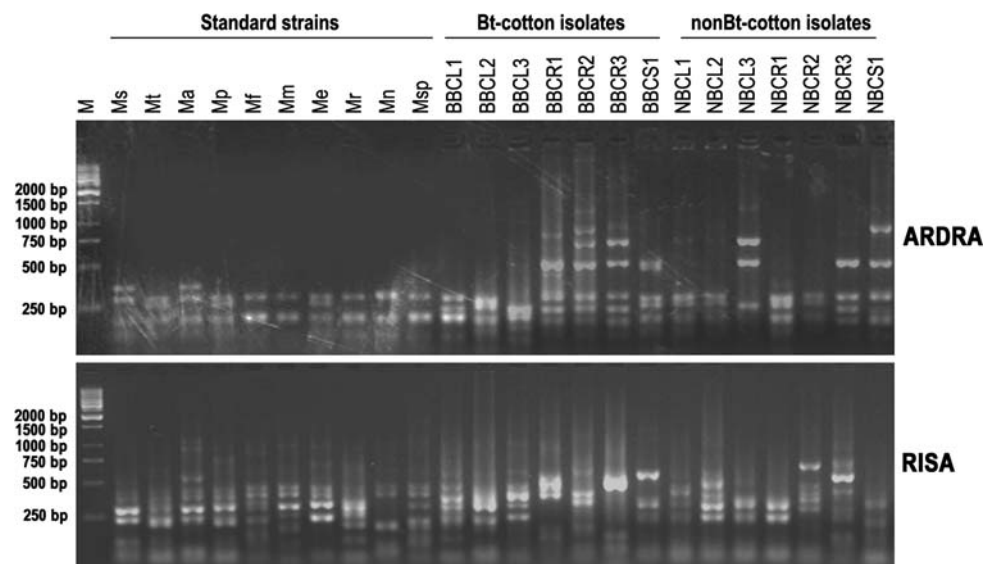 Standard strains Bt-cotton isolates nonBt-cotton isolates
M Ms Mt Ma Mp Mf Mm Me Mr Mn Msp BBCL1 BBCL2 BBCL3 BBCR1 BBCR2 BBCR3 BBCS1 NBCL1 NBCL2 NBCL3 NBCR1 NBCR2 NBCR3 NBCS1
2000 bp
1500 bp
1000 bp
750 bp
500 bp
250 bp
ARDRA
2000 bp
1500 bp
1000 bp
750 bp
500 bp
250 bp
RISA